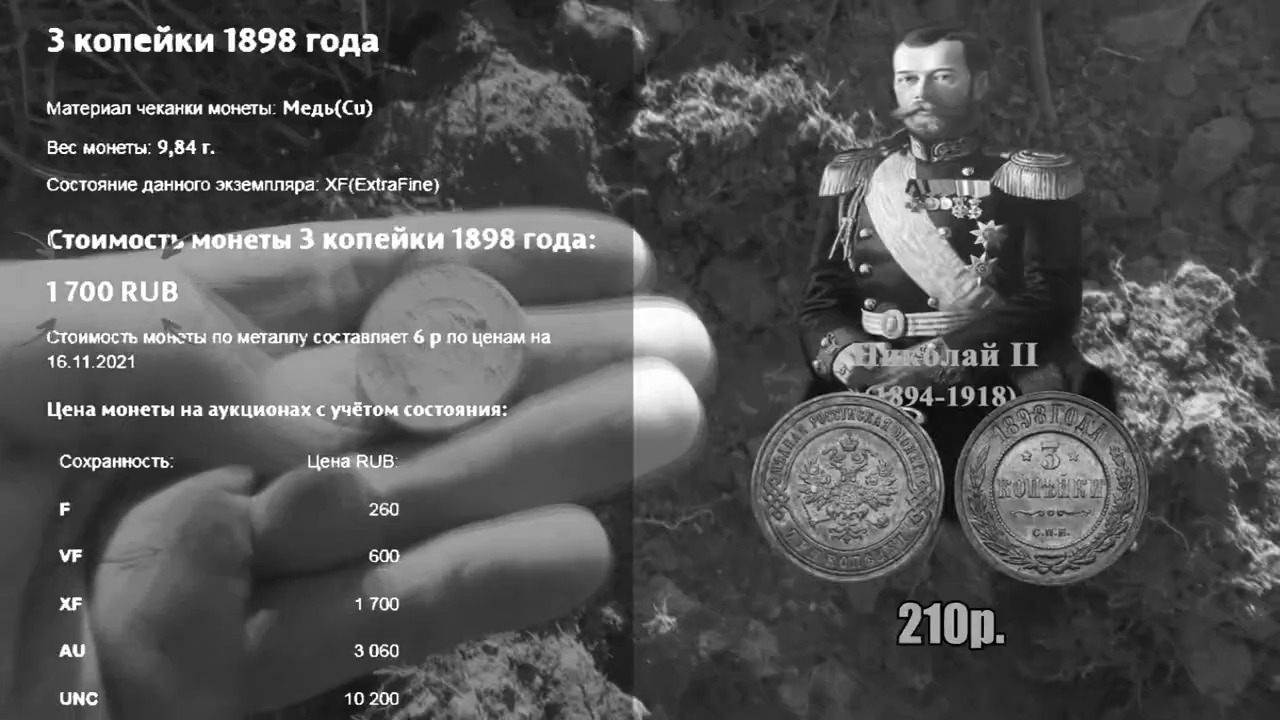 3 копейки 1898 года
Материал чеканки монеты: Медь(Cu)
Вес монеты: 9,84 г.
Состояние данного экземпляра: XF(ExtraFine)
Стоимость монеты 3 копейки 1898 года:
1 700 RUB
Стоимость монеты по металлу составляет 6 р по ценам на
16.11.2021
Цена монеты на аукционах с учётом состояния:
Сохранность: Цена RUB:
F 260
VF 600
XF 1 700
AU 3 060
UNC 10 200
Николай II
(1894-1918)
1898 ГОДА
3
КОПѢЙКИ
С.П.Б.
210р.